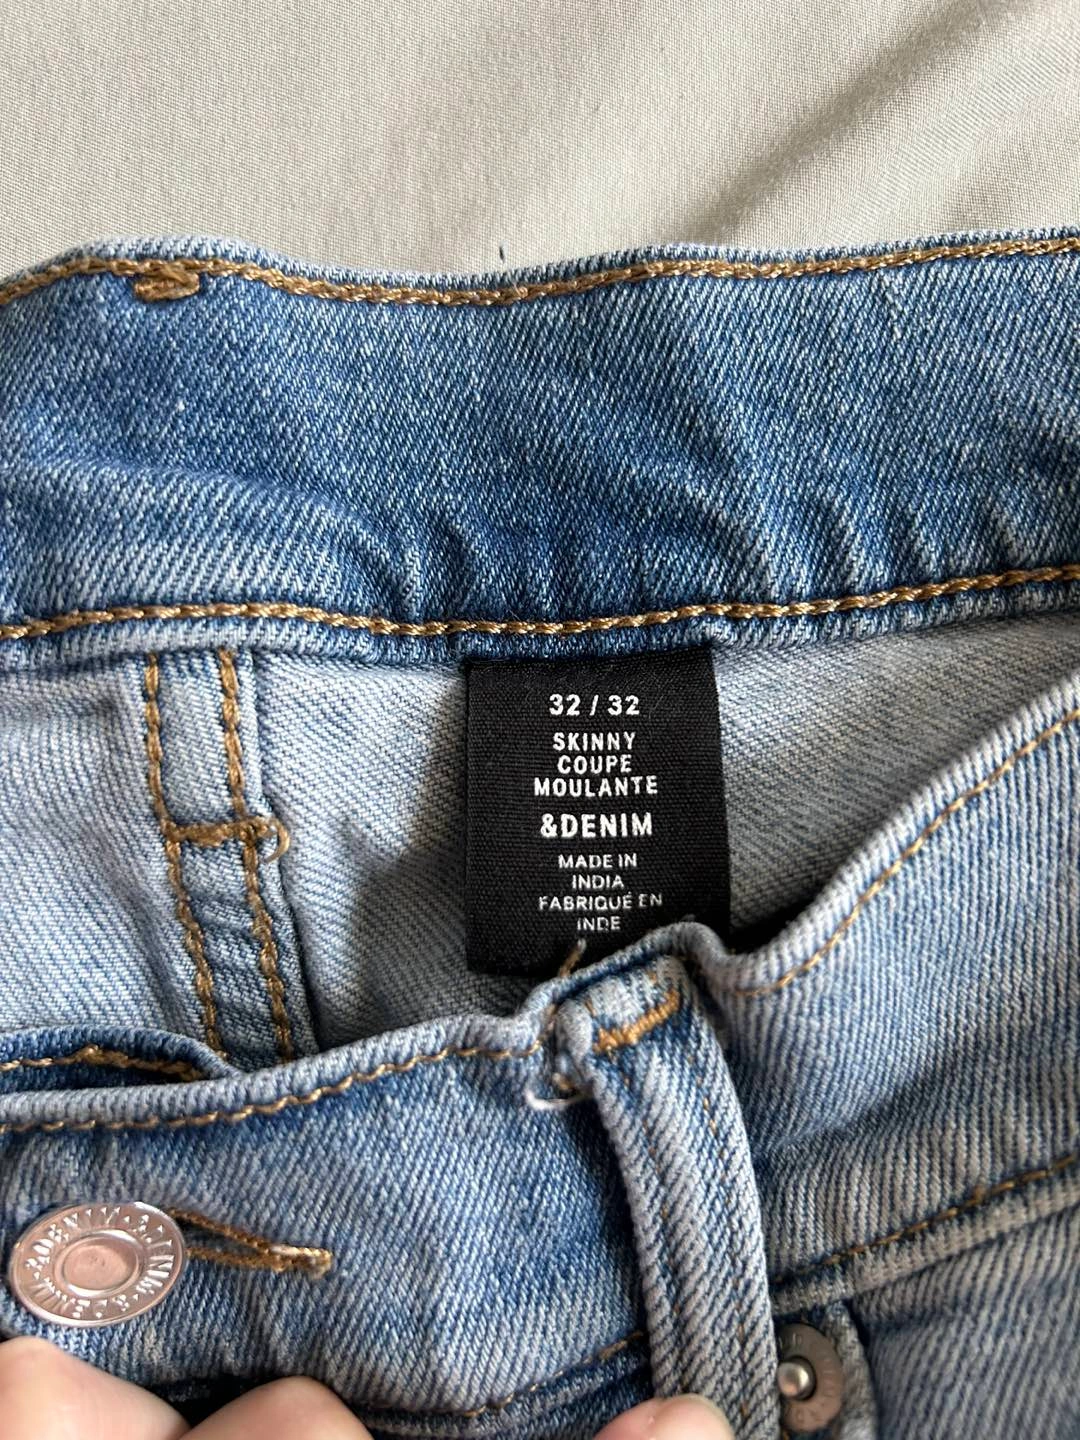 32 / 32
SKINNY
COUPE
MOULANTE
&DENIM
MADE IN
INDIA
FABRIQUÉ EN
INDE